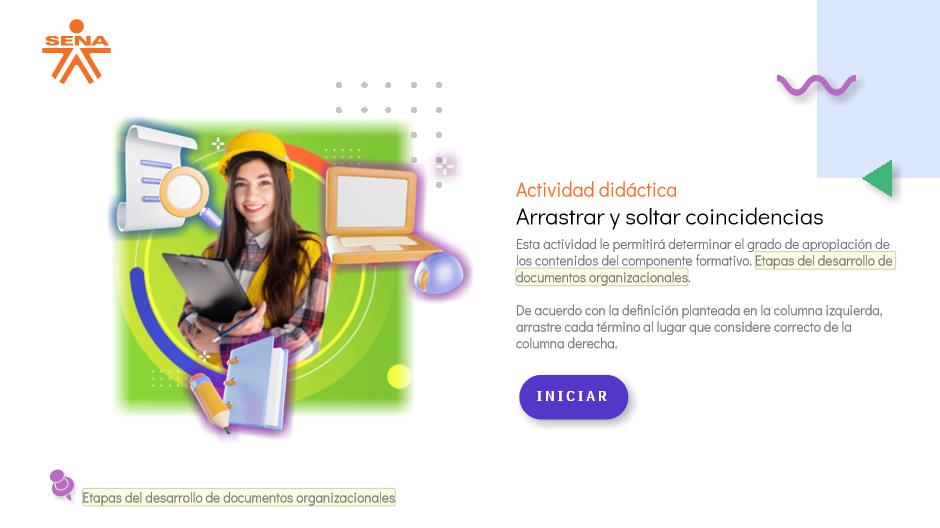 SENA
Actividad didáctica
Arrastrar y soltar coincidencias
Esta actividad le permitirá determinar el grado de apropiación de
los contenidos del componente formativo. Etapas del desarrollo de
documentos organizacionales.
De acuerdo con la definición planteada en la columna izquierda,
arrastre cada término al lugar que considere correcto de la
columna derecha.
INICIAR
Etapas del desarrollo de documentos organizacionales